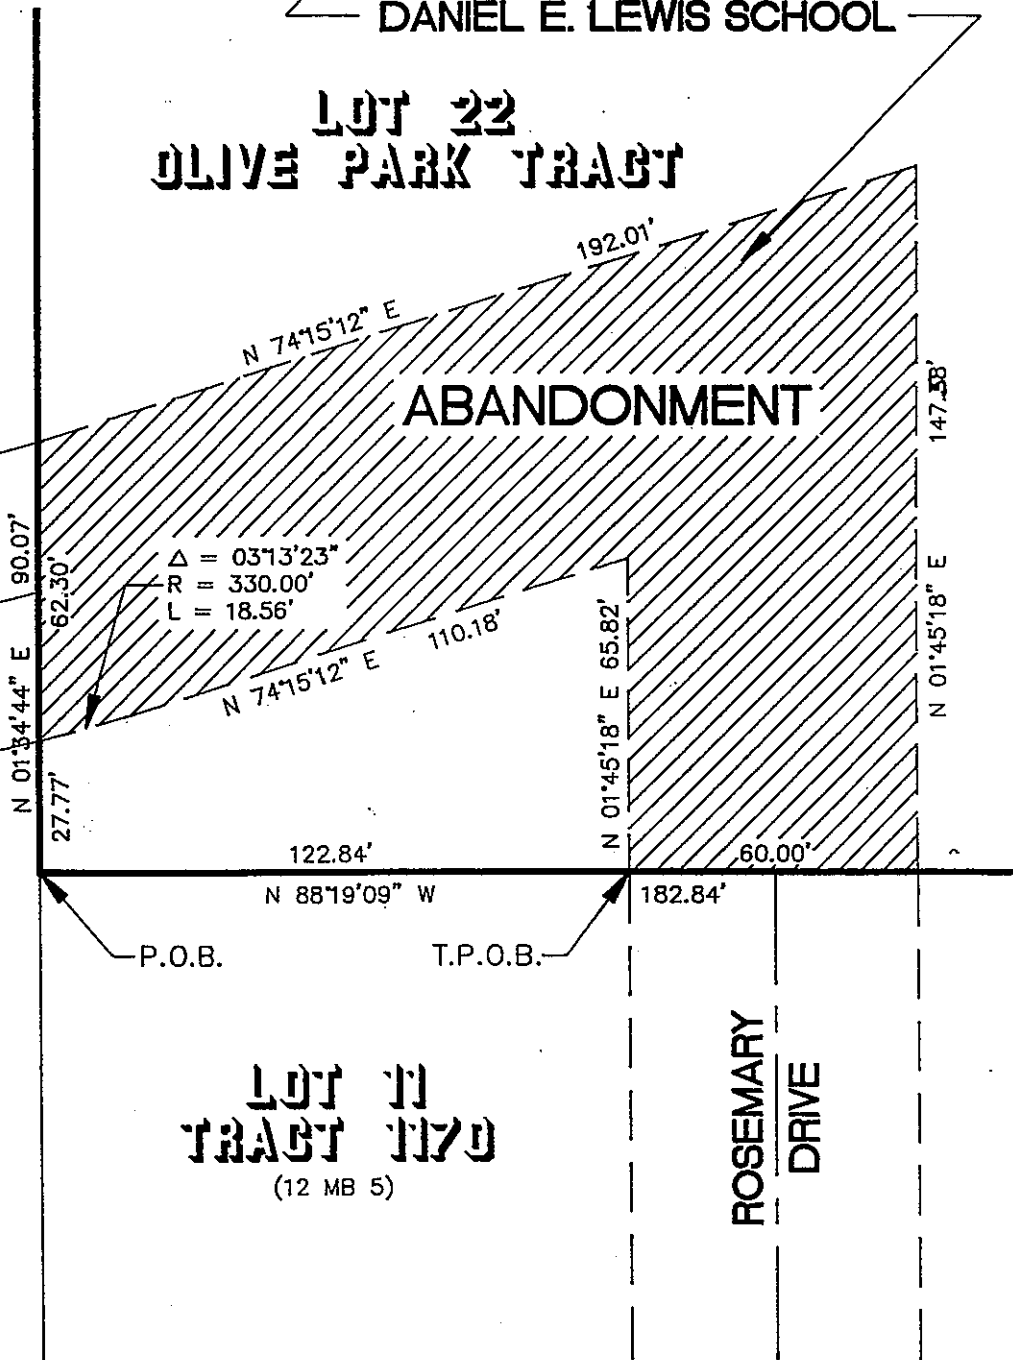 DANIEL E. LEWIS SCHOOL
LOT 22
OLIVE PARK TRACT
192.01'
N 74°15'12" E
ABANDONMENT
N 01°34'44" E 90.07'
62.30'
Δ = 03°13'23"
R = 330.00'
L = 18.56'
N 74°15'12" E 110.18'
N 01°45'18" E 65.82'
N 01°45'18" E
27.77'
122.84'
60.00'
N 88°19'09" W
182.84'
P.O.B.
T.P.O.B.
LOT 11
TRACT 1170
(12 MB 5)
ROSEMARY
DRIVE